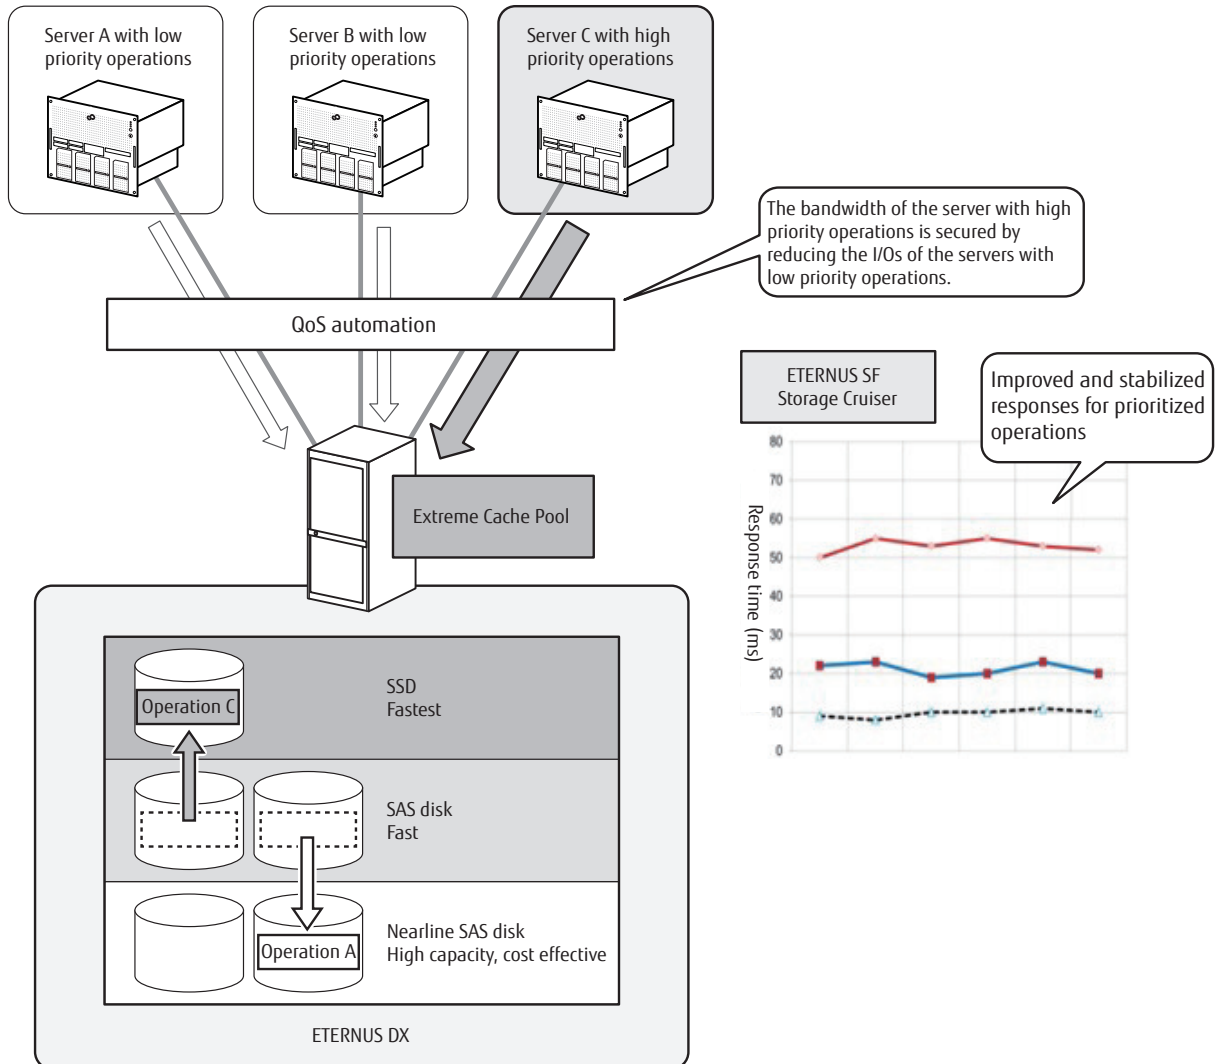 Server A with low
priority operations
Server B with low
priority operations
Server C with high
priority operations
The bandwidth of the server with high
priority operations is secured by
reducing the I/Os of the servers with
low priority operations.
QoS automation
ETERNUS SF
Storage Cruiser
Improved and stabilized
responses for prioritized
operations
Extreme Cache Pool
Response time (ms)
80
70
60
50
40
30
20
10
0
Operation C
SSD
Fastest
SAS disk
Fast
Operation A
Nearline SAS disk
High capacity, cost effective
ETERNUS DX